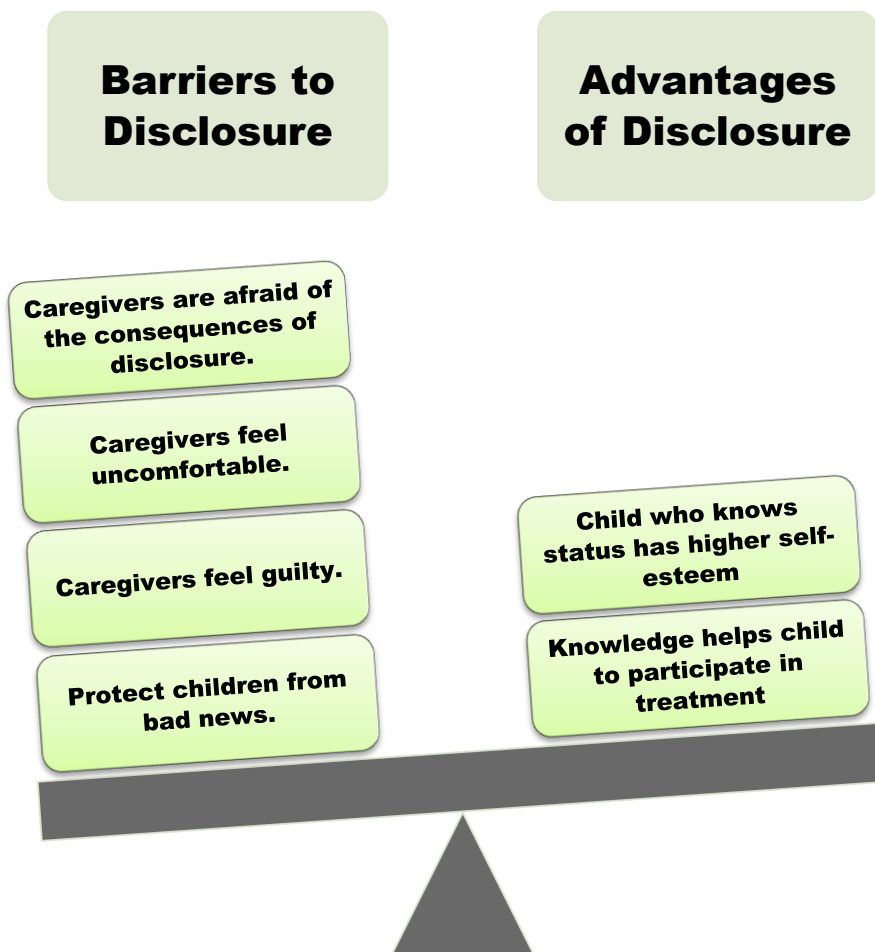 Barriers to
Disclosure
Advantages
of Disclosure
Caregivers are afraid of
the consequences of
disclosure.
Caregivers feel
uncomfortable.
Caregivers feel guilty.
Protect children from
bad news.
Child who knows
status has higher self-
esteem
Knowledge helps child
to participate in
treatment